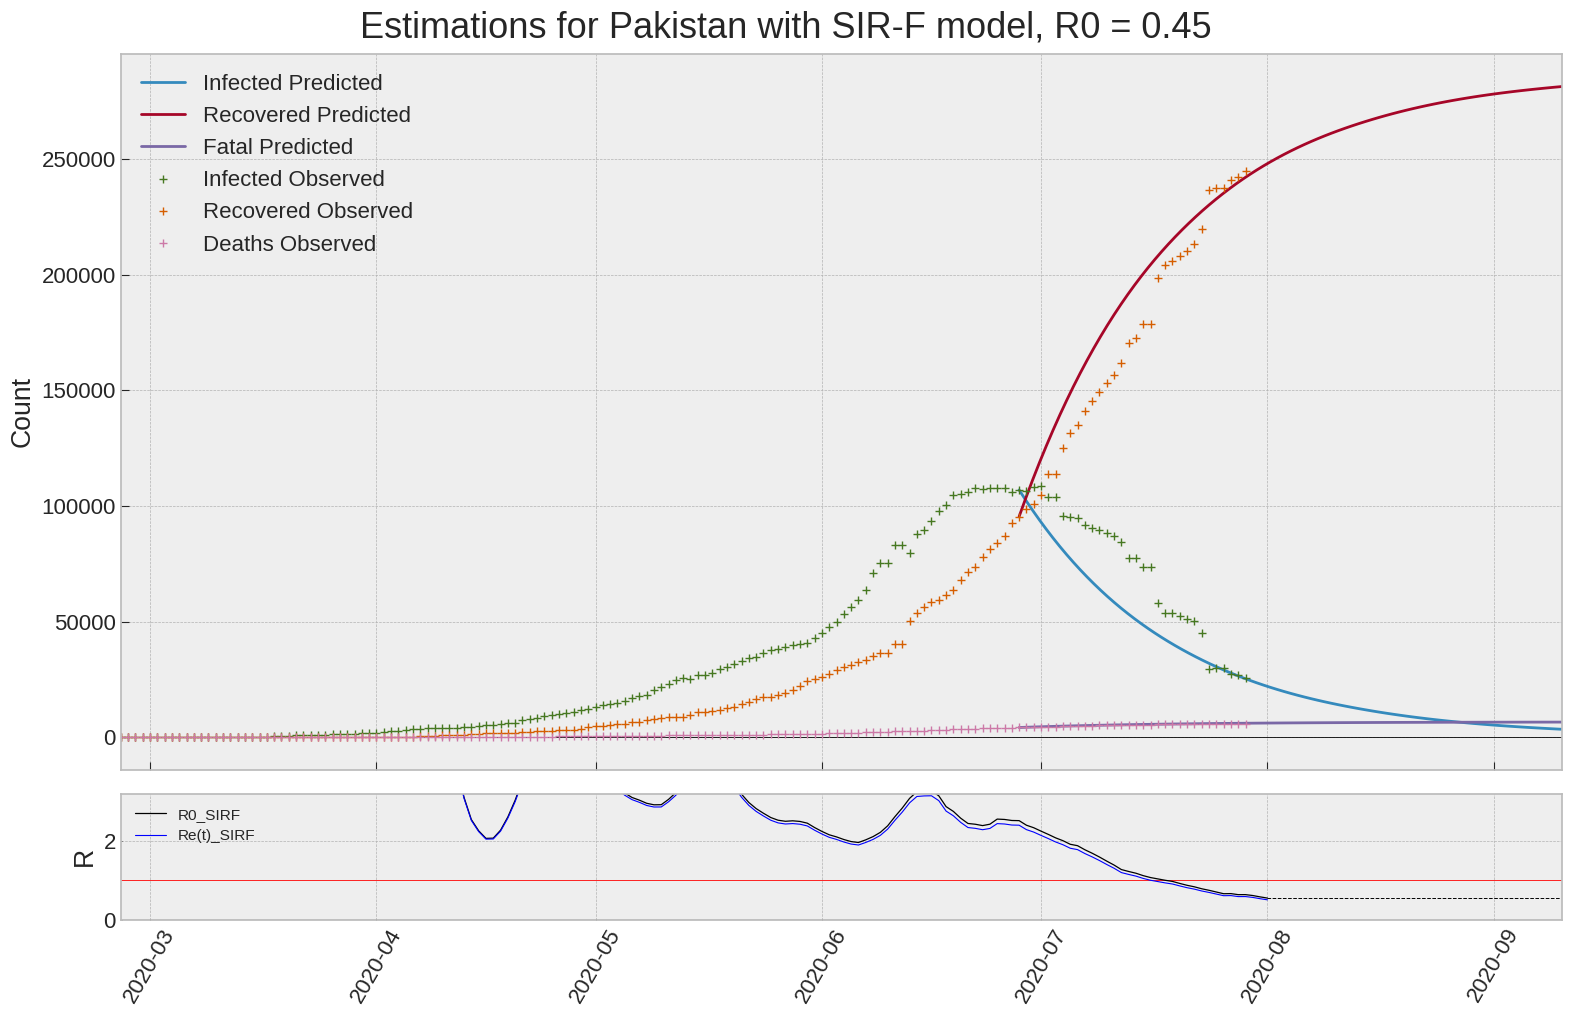 Estimations for Pakistan with SIR-F model, R0 = 0.45
Infected Predicted
Recovered Predicted
Fatal Predicted
Infected Observed
Recovered Observed
Deaths Observed
250000
200000
150000
100000
50000
0
Count
R0_SIRF
Re(t)_SIRF
2
0
R
2020-03
2020-04
2020-05
2020-06
2020-07
2020-08
2020-09